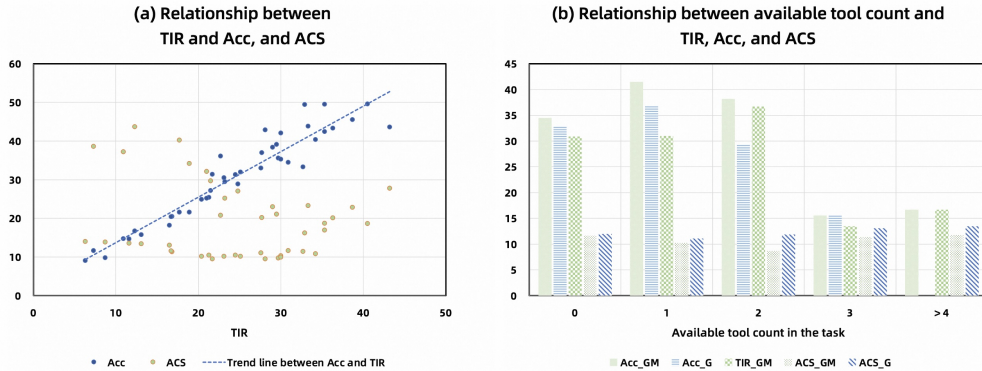 (a) Relationship between
TIR and Acc, and ACS
60
50
40
30
20
10
0
0 10 20 30 40 50
TIR
Acc ACS Trend line between Acc and TIR
(b) Relationship between available tool count and
TIR, Acc, and ACS
45
40
35
30
25
20
15
10
5
0
0 1 2 3 > 4
Available tool count in the task
Acc_GM Acc_G TIR_GM ACS_GM ACS_G